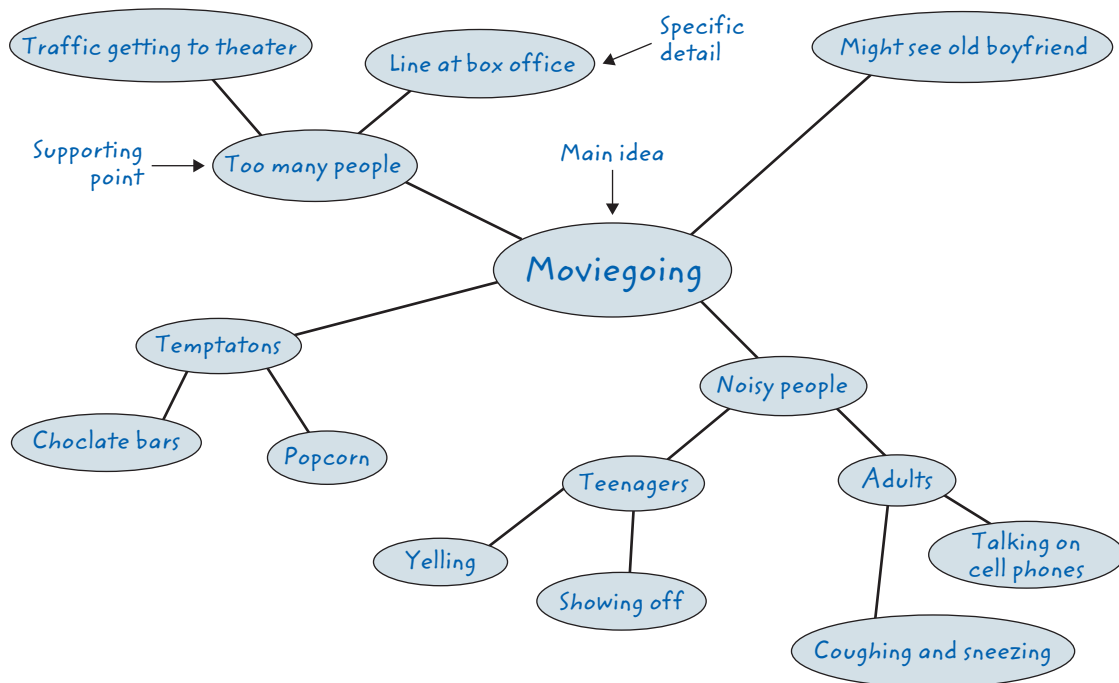 Traffic getting to theater
Line at box office
Specific
detail
Might see old boyfriend
Supporting
point
Too many people
Main idea
Moviegoing
Temptatons
Choclate bars
Popcorn
Noisy people
Teenagers
Adults
Yelling
Showing off
Talking on
cell phones
Coughing and sneezing